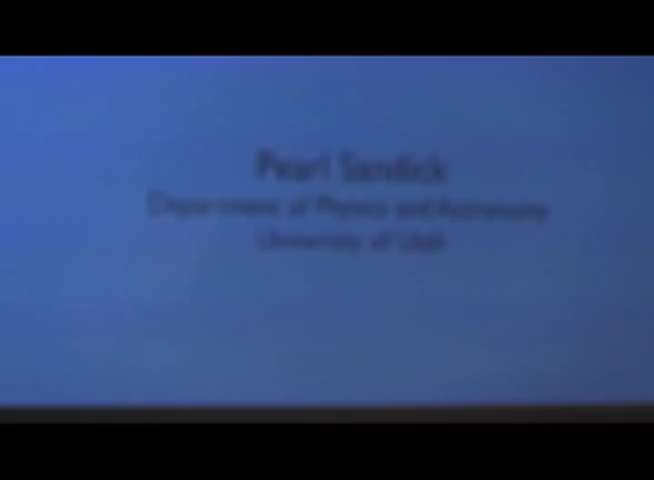 Pearl Sandick
Department of Physics and Astronomy
University of Utah